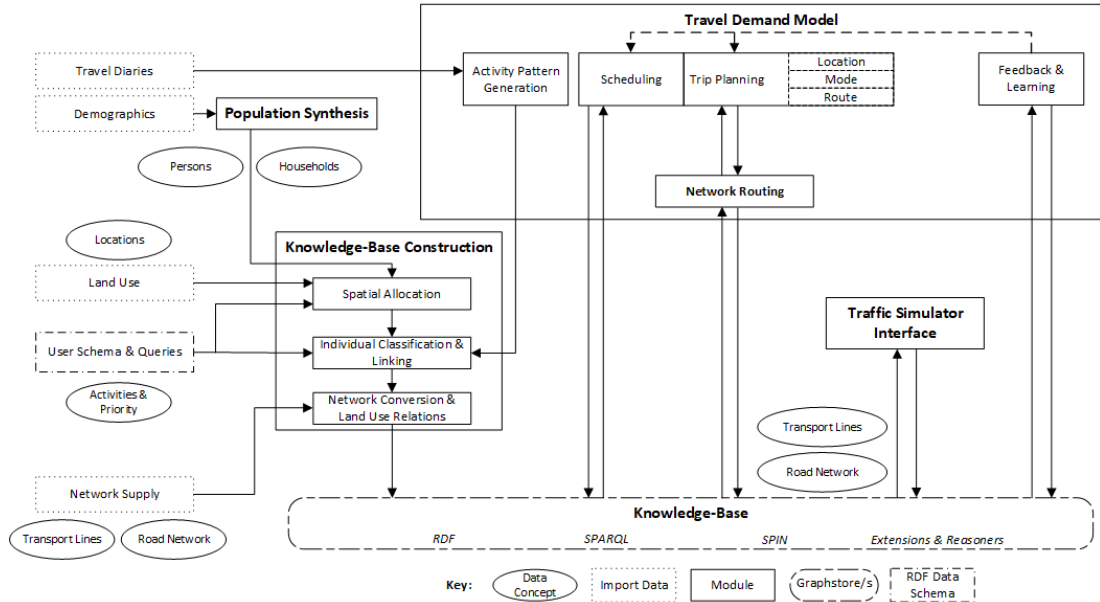 Travel Demand Model
Travel Diaries
Activity Pattern
Generation
Scheduling
Trip Planning
Location
Mode
Route
Feedback &
Learning
Demographics
Population Synthesis
Persons
Households
Network Routing
Locations
Knowledge-Base Construction
Land Use
Spatial Allocation
Traffic Simulator
Interface
User Schema & Queries
Individual Classification &
Linking
Activities &
Priority
Network Conversion &
Land Use Relations
Transport Lines
Road Network
Network Supply
Transport Lines
Road Network
Knowledge-Base
RDF
SPARQL
SPIN
Extensions & Reasoners
Key:
Data
Concept
Import Data
Module
Graphstore/s
RDF Data
Schema